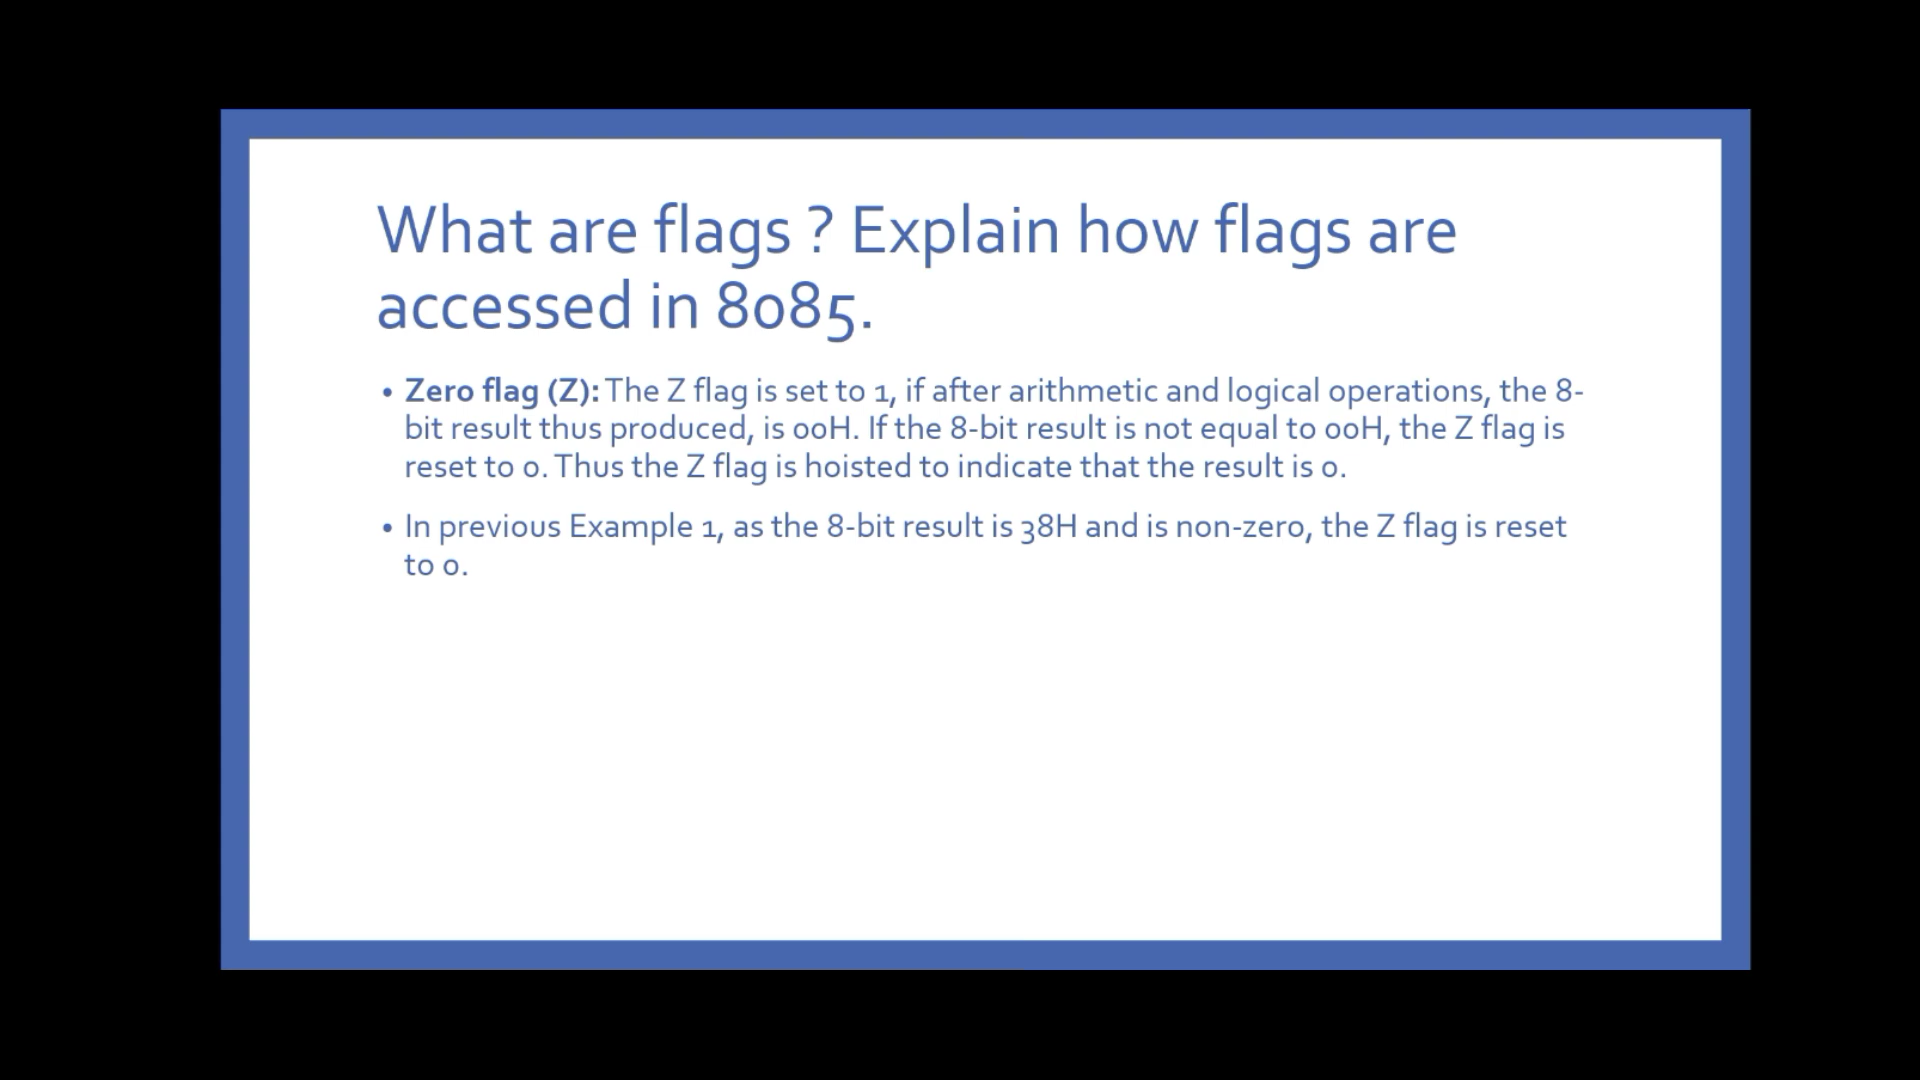 What are flags ? Explain how flags are
accessed in 8085.
• Zero flag (Z): The Z flag is set to 1, if after arithmetic and logical operations, the 8-
bit result thus produced, is 00H. If the 8-bit result is not equal to 00H, the Z flag is
reset to 0. Thus the Z flag is hoisted to indicate that the result is 0.
• In previous Example 1, as the 8-bit result is 38H and is non-zero, the Z flag is reset
to 0.